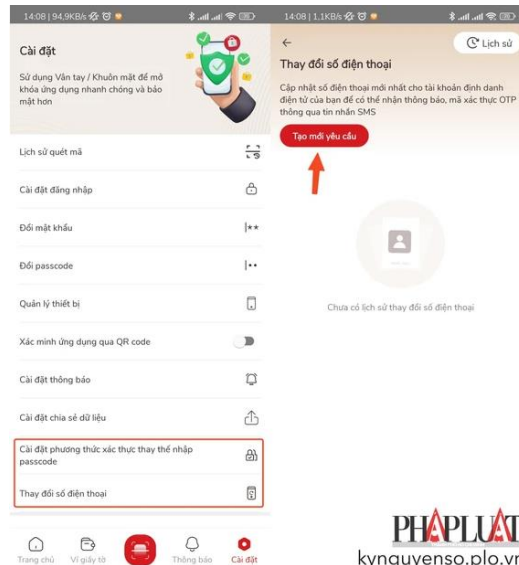 14:08 | 94,9KB/s
Cài đặt
Sử dụng Vân tay / Khuôn mặt để mở
khóa ứng dụng nhanh chóng và bảo
mật hơn
Lịch sử quét mã
Cài đặt đăng nhập
Đổi mật khẩu
Đổi passcode
Quản lý thiết bị
Xác minh ứng dụng qua QR code
Cài đặt thông báo
Cài đặt chia sẻ dữ liệu
Cài đặt phương thức xác thực thay thế nhập
passcode
Thay đổi số điện thoại
Trang chủ
Ví giấy tờ
Thông báo
Cài đặt
14:08 | 1,1KB/s
Lịch sử
Thay đổi số điện thoại
Cập nhật số điện thoại mới nhất cho tài khoản định danh
điện tử của bạn để có thể nhận thông báo, mã xác thực OTP
thông qua tin nhắn SMS
Tạo mới yêu cầu
Chưa có lịch sử thay đổi số điện thoại
PHÁPLUẬT
kynguyenso.plo.vn